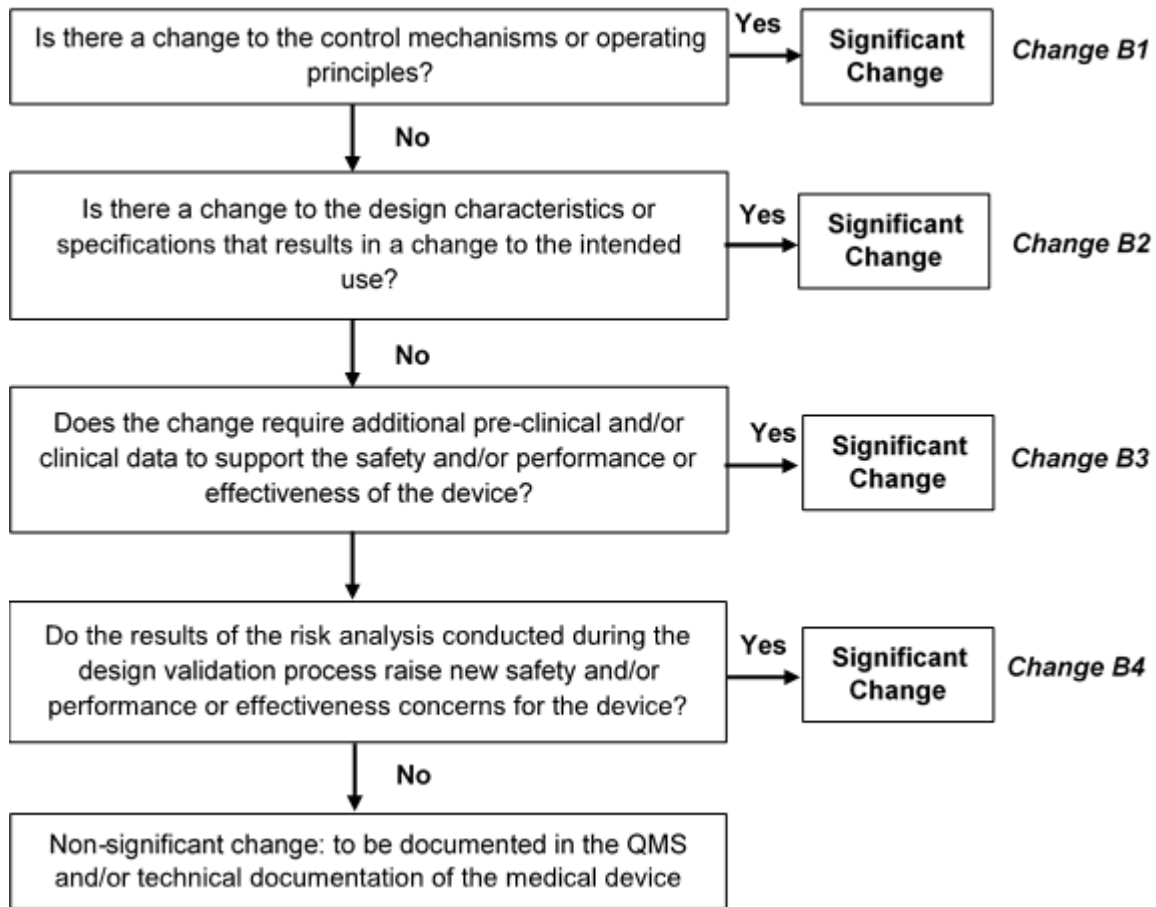 Is there a change to the control mechanisms or operating
principles?
Yes
Significant
Change
Change B1
No
Is there a change to the design characteristics or
specifications that results in a change to the intended
use?
Yes
Significant
Change
Change B2
No
Does the change require additional pre-clinical and/or
clinical data to support the safety and/or performance or
effectiveness of the device?
Yes
Significant
Change
Change B3
Do the results of the risk analysis conducted during the
design validation process raise new safety and/or
performance or effectiveness concerns for the device?
Yes
Significant
Change
Change B4
No
Non-significant change: to be documented in the QMS
and/or technical documentation of the medical device